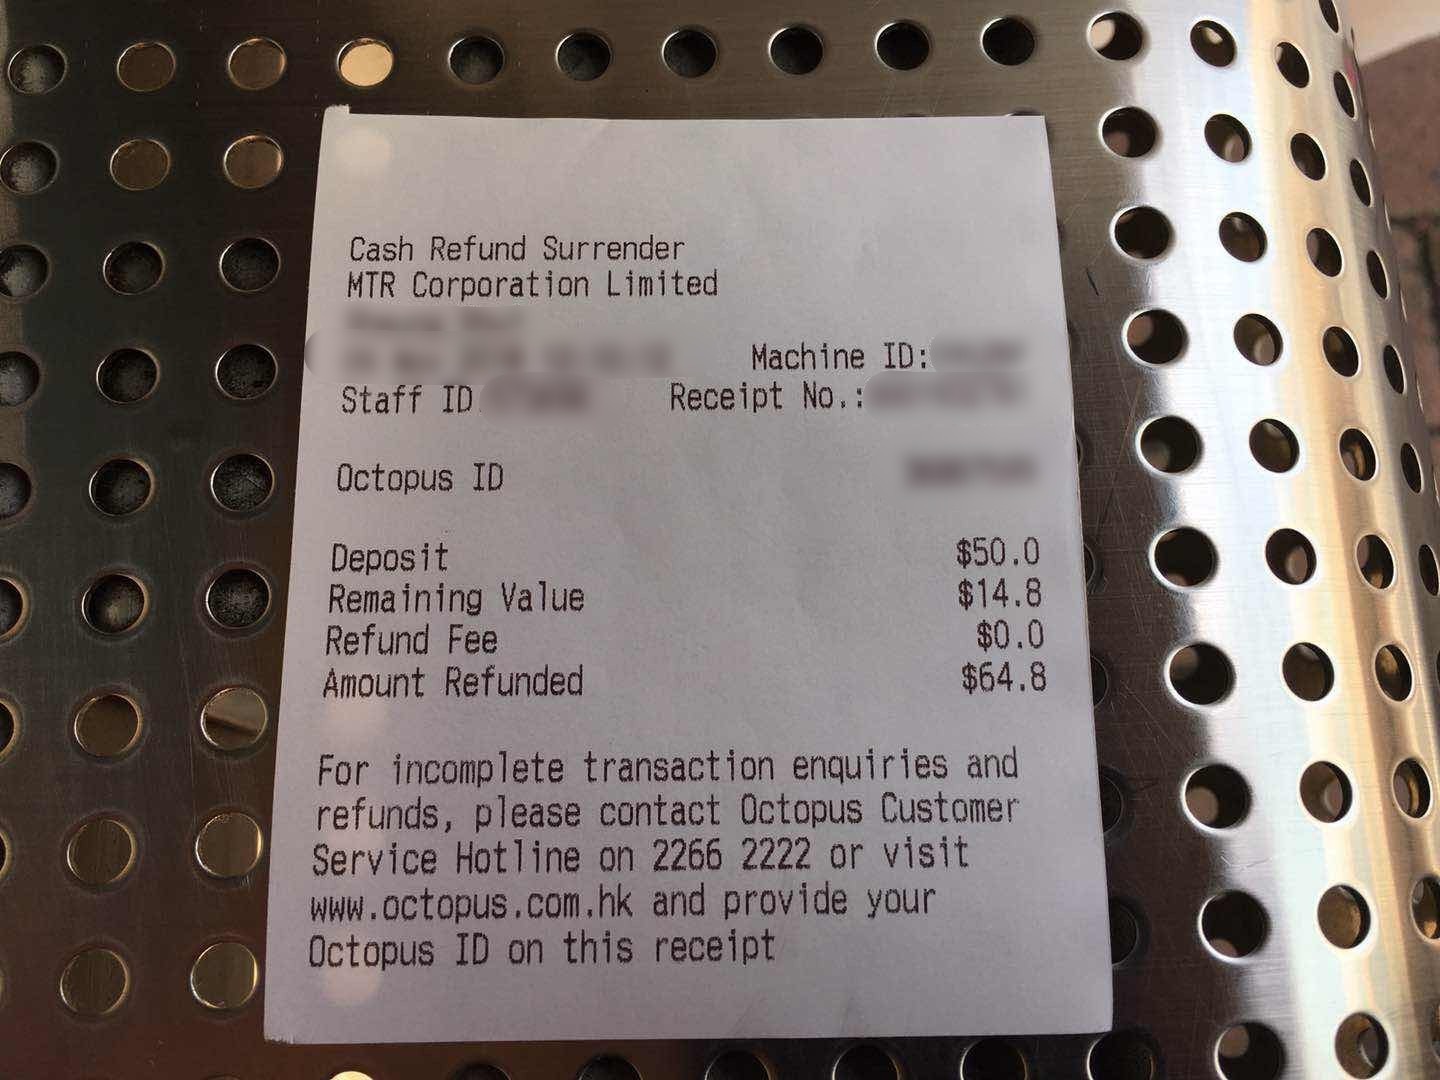 Cash Refund Surrender
MTR Corporation Limited
Machine ID:
Staff ID Receipt No.:
Octopus ID
Deposit $50.0
Remaining Value $14.8
Refund Fee $0.0
Amount Refunded $64.8
For incomplete transaction enquiries and
refunds, please contact Octopus Customer
Service Hotline on 2266 2222 or visit
www.octopus.com.hk and provide your
Octopus ID on this receipt